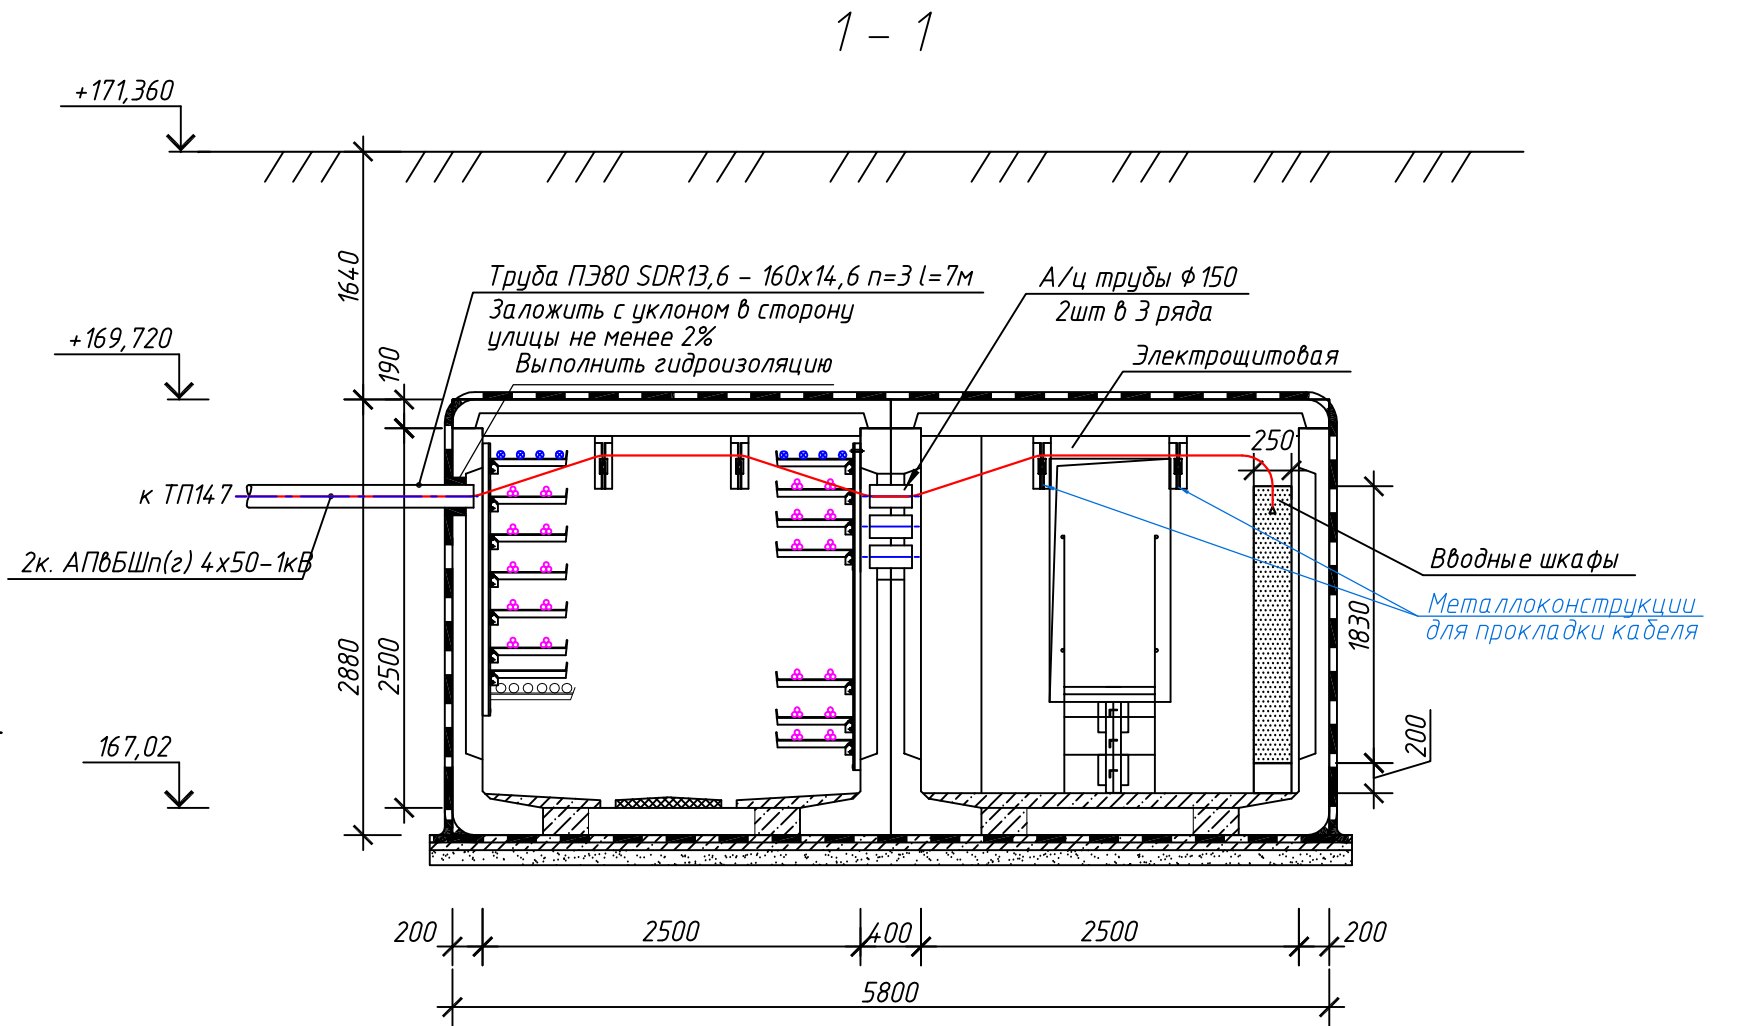 1 - 1
+171,360
1640
Труба ПЭ80 SDR13,6 - 160x14,6 n=3 l=7м
Заложить с уклоном в сторону
улицы не менее 2%
Выполнить гидроизоляцию
А/ц трубы Ф150
2шт в 3 ряда
Электрощитовая
+169,720
190
250
к ТП147
2к. АПвБШп(г) 4х50-1кВ
Вводные шкафы
Металлоконструкции
для прокладки кабеля
2880
2500
1830
200
167,02
200
2500
400
2500
200
5800